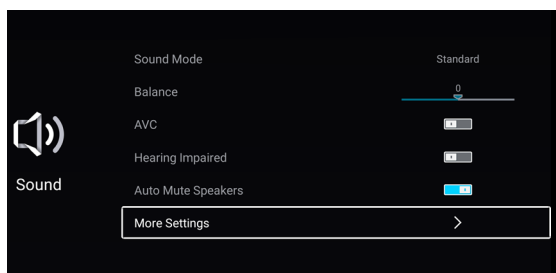 Sound Mode Standard
Balance 0
AVC
Hearing Impaired
Sound
Auto Mute Speakers
More Settings